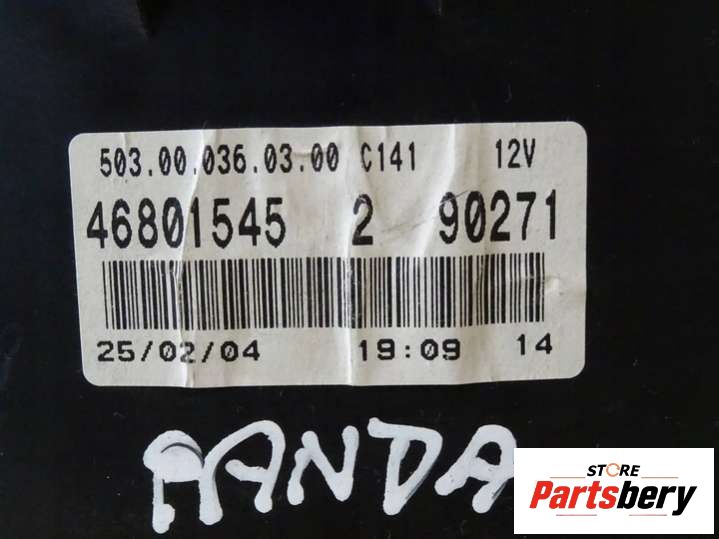 503.00.036.03.00 C141 12V
46801545 2 90271
25/02/04 19:09 14
PANDA
STORE
Partsbery